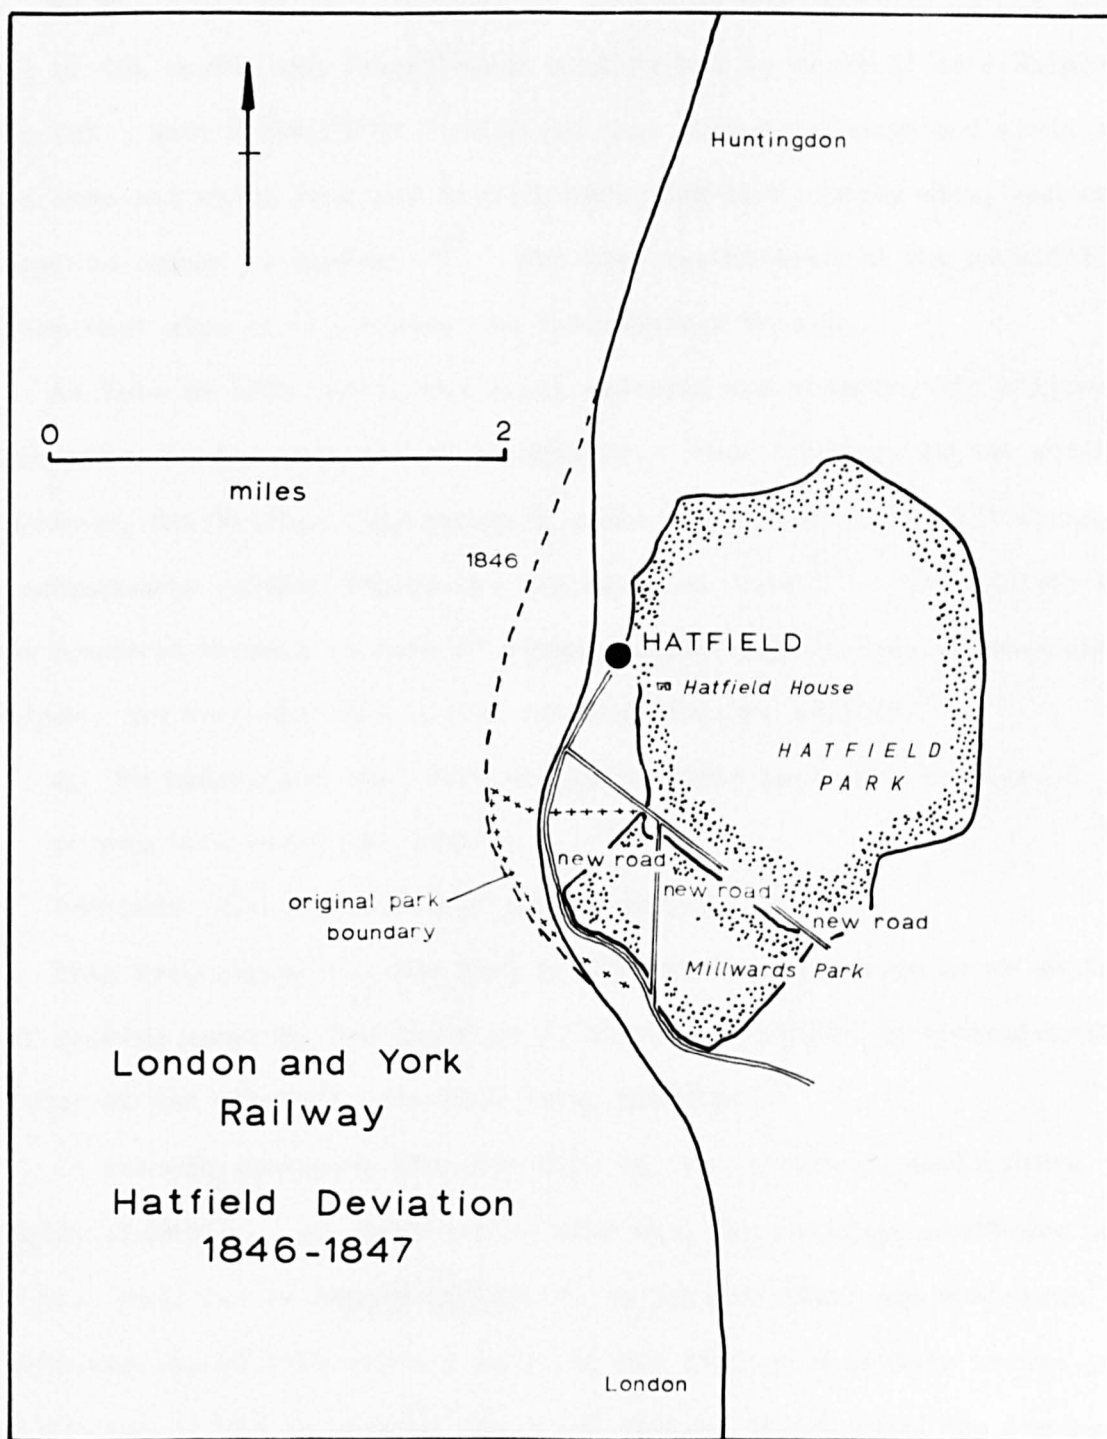 Huntingdon
0 2
miles
1846
HATFIELD
Hatfield House
HATFIELD
PARK
new road
new road
new road
original park
boundary
Millwards Park
London and York
Railway
Hatfield Deviation
1846-1847
London